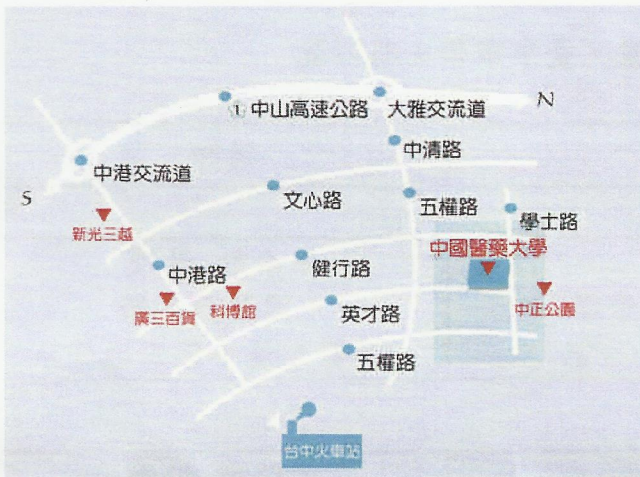 ① 中山高速公路
大雅交流道
N
中清路
中港交流道
S
文心路
五權路
學士路
新光三越
中國醫藥大學
中港路
健行路
廣三百貨
科博館
英才路
中正公園
五權路
台中火車站